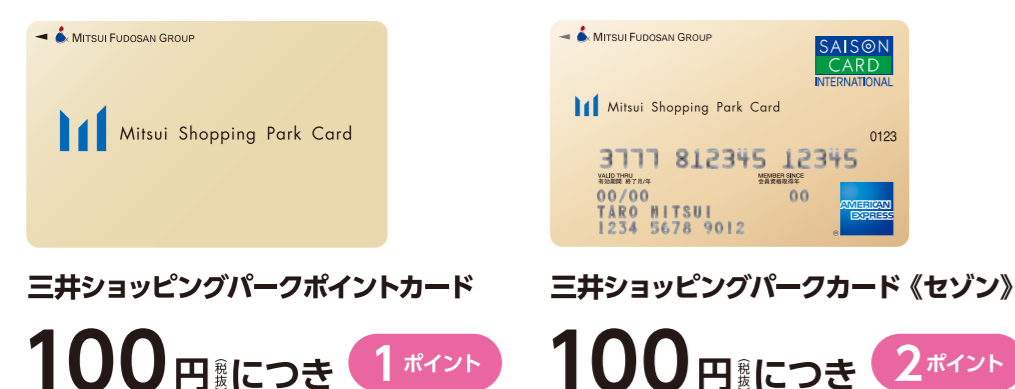 MITSUI FUDOSAN GROUP
Mitsui Shopping Park Card
三井ショッピングパークポイントカード
100円(税抜)につき 1ポイント
MITSUI FUDOSAN GROUP
SAISON
CARD
INTERNATIONAL
Mitsui Shopping Park Card
0123
3777 812345 12345
VALID THRU
有効期間 終了月/年
MEMBER SINCE
会員資格取得年
00/00
00
TARO MITSUI
1234 5678 9012
AMERICAN
EXPRESS
®
三井ショッピングパークカード《セゾン》
100円(税抜)につき 2ポイント